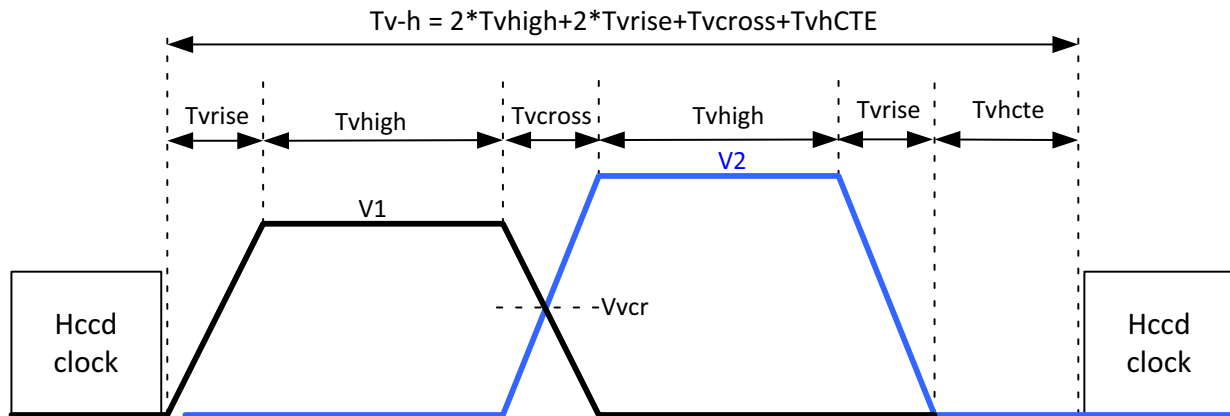 Tv-h = 2*Tvhigh+2*Tvrise+Tvcross+TvhCTE
Tvrise
Tvhigh
Tvcross
Tvhigh
Tvrise
Tvhcte
V1
V2
Vvcr
Hccd
clock
Hccd
clock